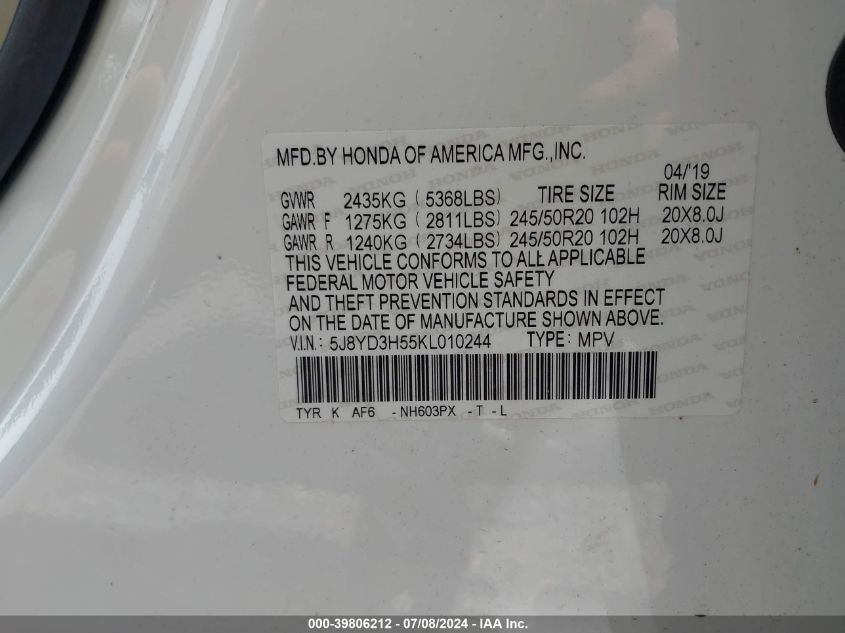 MFD.BY HONDA OF AMERICA MFG.,INC.
04/'19
GVWR 2435KG ( 5368LBS) TIRE SIZE RIM SIZE
GAWR F 1275KG ( 2811LBS) 245/50R20 102H 20X8.0J
GAWR R 1240KG ( 2734LBS) 245/50R20 102H 20X8.0J
THIS VEHICLE CONFORMS TO ALL APPLICABLE
FEDERAL MOTOR VEHICLE SAFETY
AND THEFT PREVENTION STANDARDS IN EFFECT
ON THE DATE OF MANUFACTURE SHOWN ABOVE.
V.I.N.: 5J8YD3H55KL010244 TYPE: MPV
TYR K AF6 -NH603PX -T -L
000-39806212 - 07/08/2024 - IAA Inc.